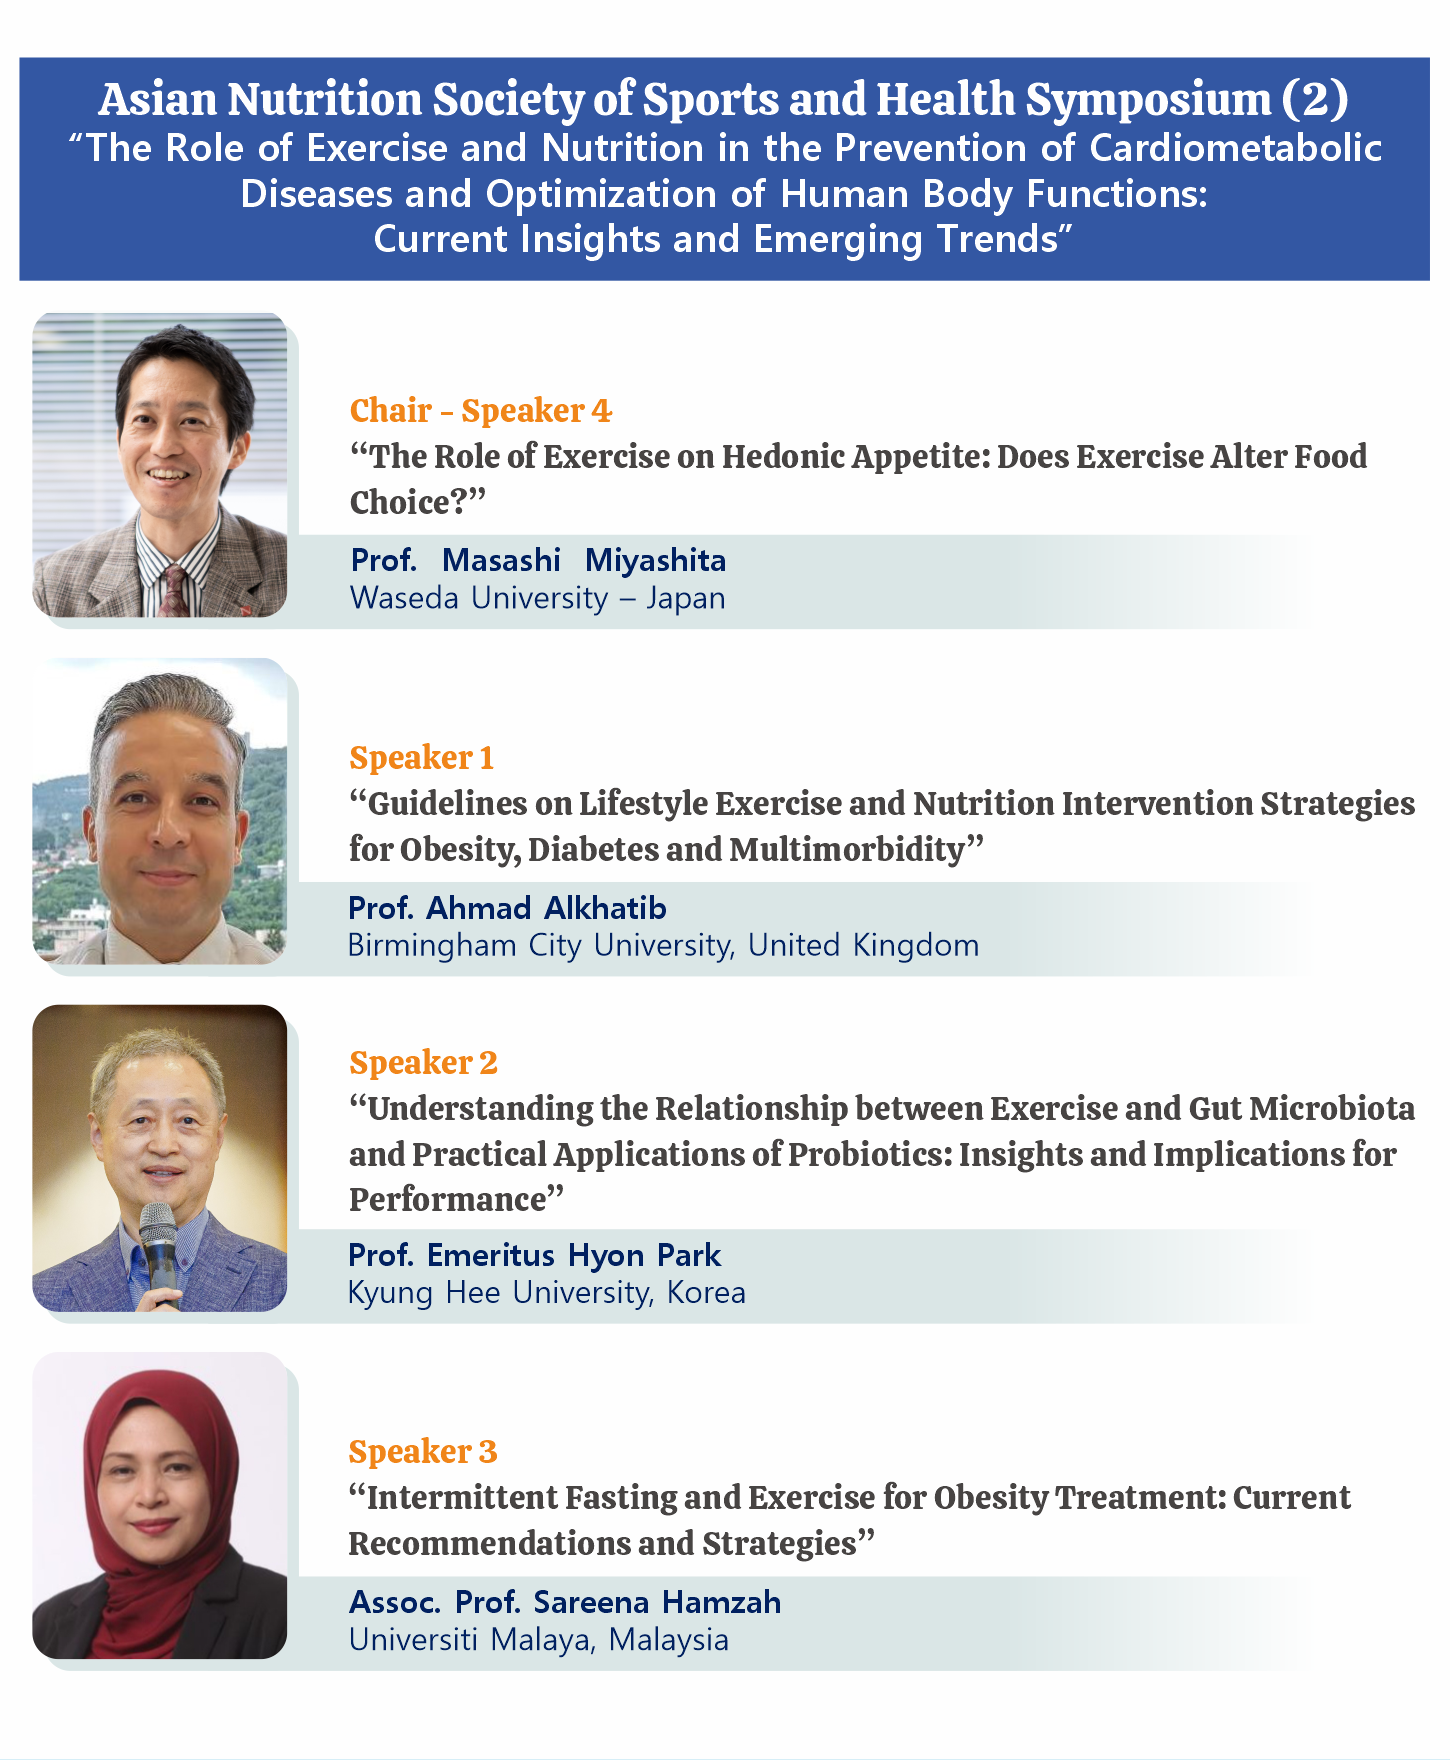 Asian Nutrition Society of Sports and Health Symposium (2)
“The Role of Exercise and Nutrition in the Prevention of Cardiometabolic
Diseases and Optimization of Human Body Functions:
Current Insights and Emerging Trends”
Chair - Speaker 4
“The Role of Exercise on Hedonic Appetite: Does Exercise Alter Food
Choice?”
Prof. Masashi Miyashita
Waseda University – Japan
Speaker 1
“Guidelines on Lifestyle Exercise and Nutrition Intervention Strategies
for Obesity, Diabetes and Multimorbidity”
Prof. Ahmad Alkhatib
Birmingham City University, United Kingdom
Speaker 2
“Understanding the Relationship between Exercise and Gut Microbiota
and Practical Applications of Probiotics: Insights and Implications for
Performance”
Prof. Emeritus Hyon Park
Kyung Hee University, Korea
Speaker 3
“Intermittent Fasting and Exercise for Obesity Treatment: Current
Recommendations and Strategies”
Assoc. Prof. Sareena Hamzah
Universiti Malaya, Malaysia